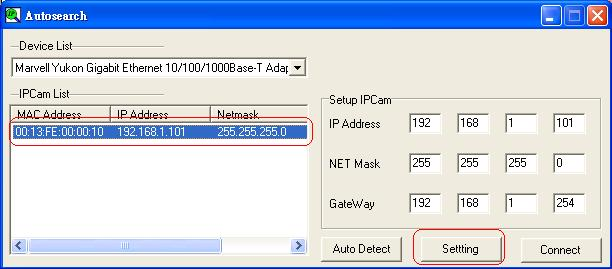 Autosearch
Device List
Marvell Yukon Gigabit Ethernet 10/100/1000Base-T Adap
IPCam List
MAC Address IP Address Netmask
00:13:FE:00:00:10 192.168.1.101 255.255.255.0
Setup IPCam
IP Address 192 168 1 101
NET Mask 255 255 255 0
GateWay 192 168 1 254
Auto Detect Settting Connect